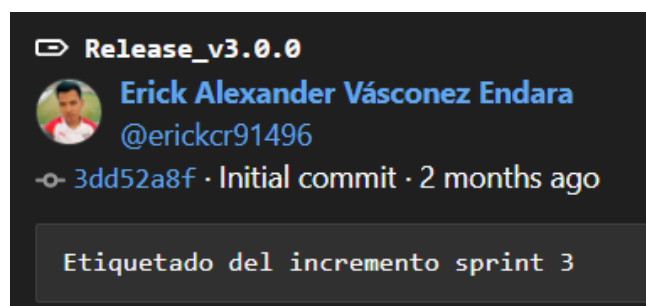 Release_v3.0.0
Erick Alexander Vásconez Endara
@erickcr91496
3dd52a8f · Initial commit · 2 months ago
Etiquetado del incremento sprint 3